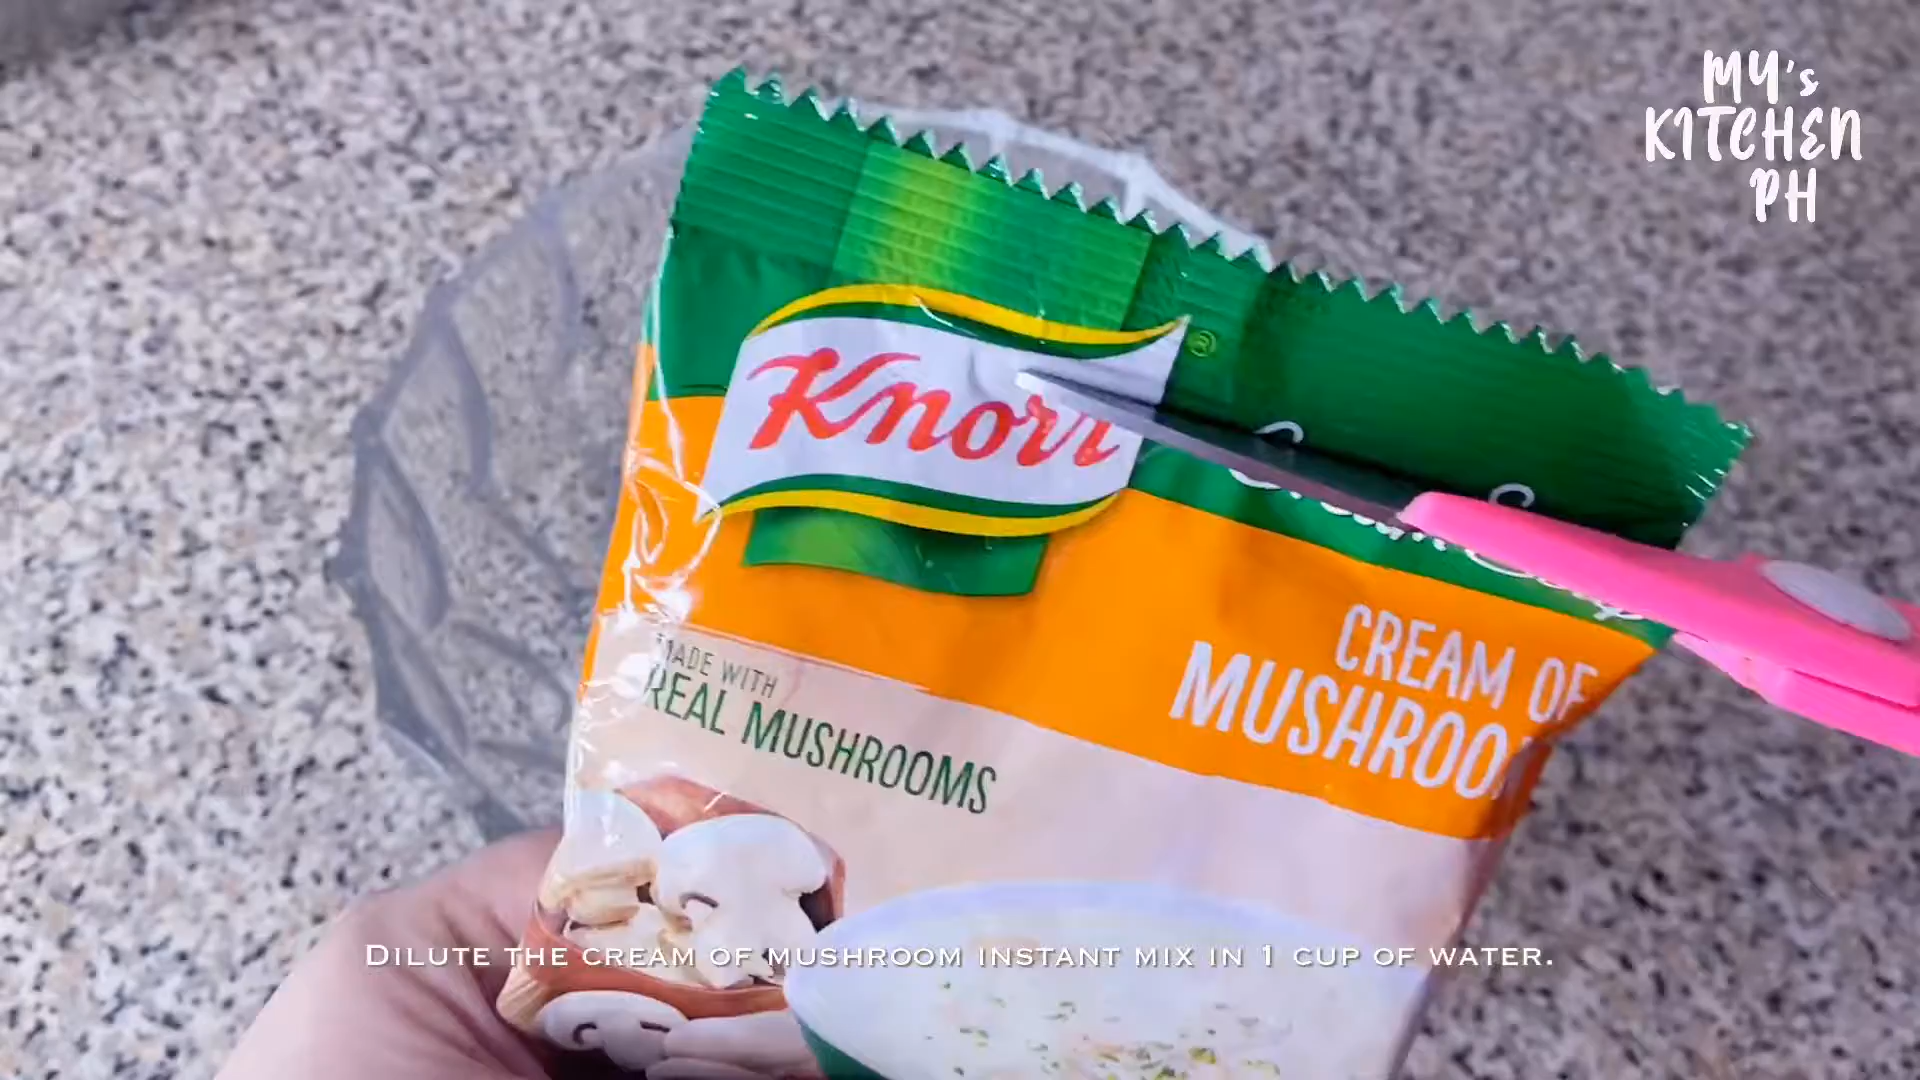 MY's
KITCHEN
PH
Knorr
®
CREAM OF
MADE WITH
REAL MUSHROOMS
DILUTE THE CREAM OF MUSHROOM INSTANT MIX IN 1 CUP OF WATER.